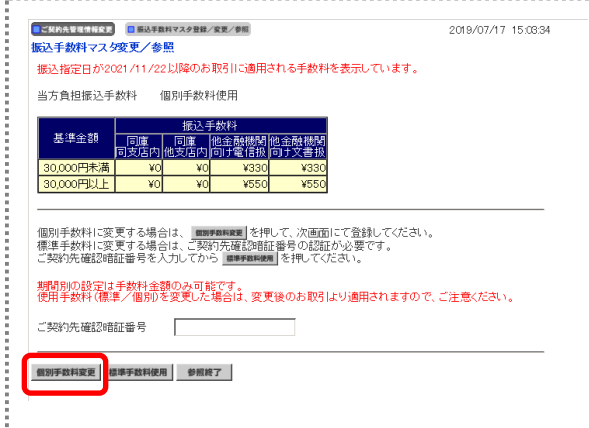 ご契約先管理情報変更 振込手数料マスタ登録/変更/参照 2019/07/17 15:03:34
振込手数料マスタ変更/参照
振込指定日が2021/11/22以降のお取引に適用される手数料を表示しています。
当方負担振込手数料 個別手数料使用
基準金額 振込手数料
同庫同支店内 同庫他支店内 他金融機関向け電信扱 他金融機関向け文書扱
30,000円未満 ¥0 ¥0 ¥330 ¥330
30,000円以上 ¥0 ¥0 ¥550 ¥550
個別手数料に変更する場合は、 個別手数料変更 を押して、次画面にて登録してください。
標準手数料に変更する場合は、ご契約先確認暗証番号の認証が必要です。
ご契約先確認暗証番号を入力してから 標準手数料使用 を押してください。
期間別の設定は手数料金額のみ可能です。
使用手数料(標準/個別)を変更した場合は、変更後のお取引より適用されますので、ご注意ください。
ご契約先確認暗証番号
個別手数料変更 標準手数料使用 参照終了